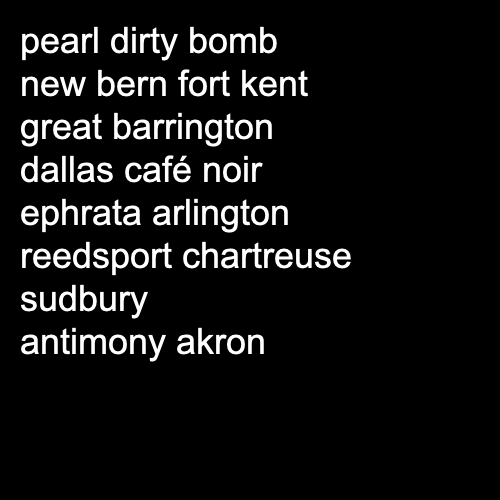 pearl dirty bomb
new bern fort kent
great barrington
dallas café noir
ephrata arlington
reedsport chartreuse
sudbury
antimony akron